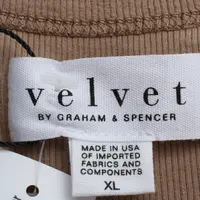 velvet
BY GRAHAM & SPENCER
MADE IN USA
OF IMPORTED
FABRICS AND
COMPONENTS
XL